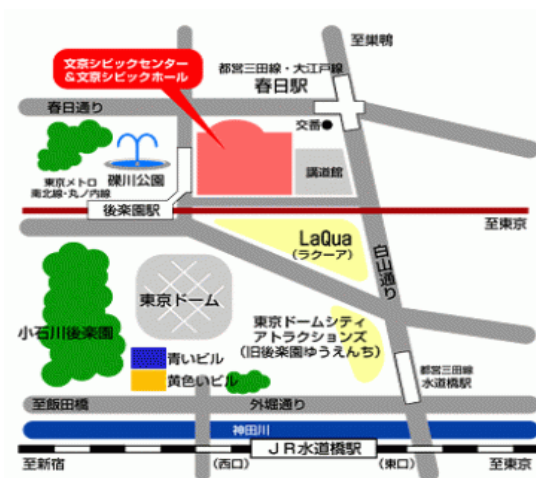 至巣鴨
文京シビックセンター
&文京シビックホール
都営三田線・大江戸線
春日駅
春日通り
交番●
東京メトロ
南北線・丸ノ内線
礫川公園
講道館
後楽園駅
至東京
LaQua
(ラクーア)
白山通り
東京ドーム
小石川後楽園
東京ドームシティ
アトラクションズ
(旧後楽園ゆうえんち)
青いビル
黄色いビル
都営三田線
水道橋駅
至飯田橋
外堀通り
神田川
JR水道橋駅
至新宿
(西口)
(東口)
至東京